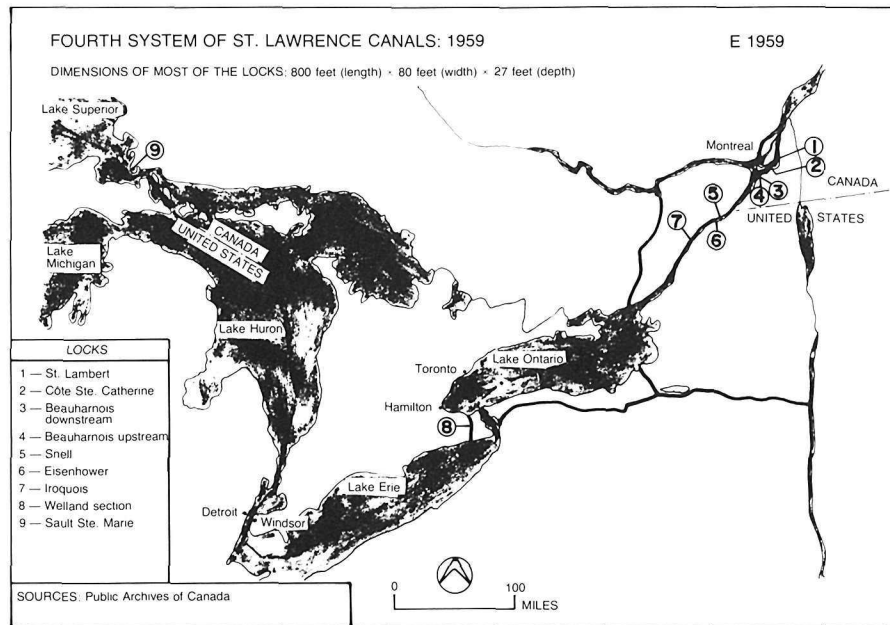 FOURTH SYSTEM OF ST. LAWRENCE CANALS: 1959
E 1959
DIMENSIONS OF MOST OF THE LOCKS: 800 feet (length) × 80 feet (width) × 27 feet (depth)
Lake Superior
9
Montreal
1
2
3
4
CANADA
UNITED STATES
5
6
7
CANADA
UNITED STATES
Lake Michigan
Lake Huron
Toronto
Lake Ontario
Hamilton
8
Lake Erie
Detroit
Windsor
LOCKS
1 — St. Lambert
2 — Côte Ste. Catherine
3 — Beauharnois
downstream
4 — Beauharnois upstream
5 — Snell
6 — Eisenhower
7 — Iroquois
8 — Welland section
9 — Sault Ste. Marie
0 100
MILES
SOURCES: Public Archives of Canada